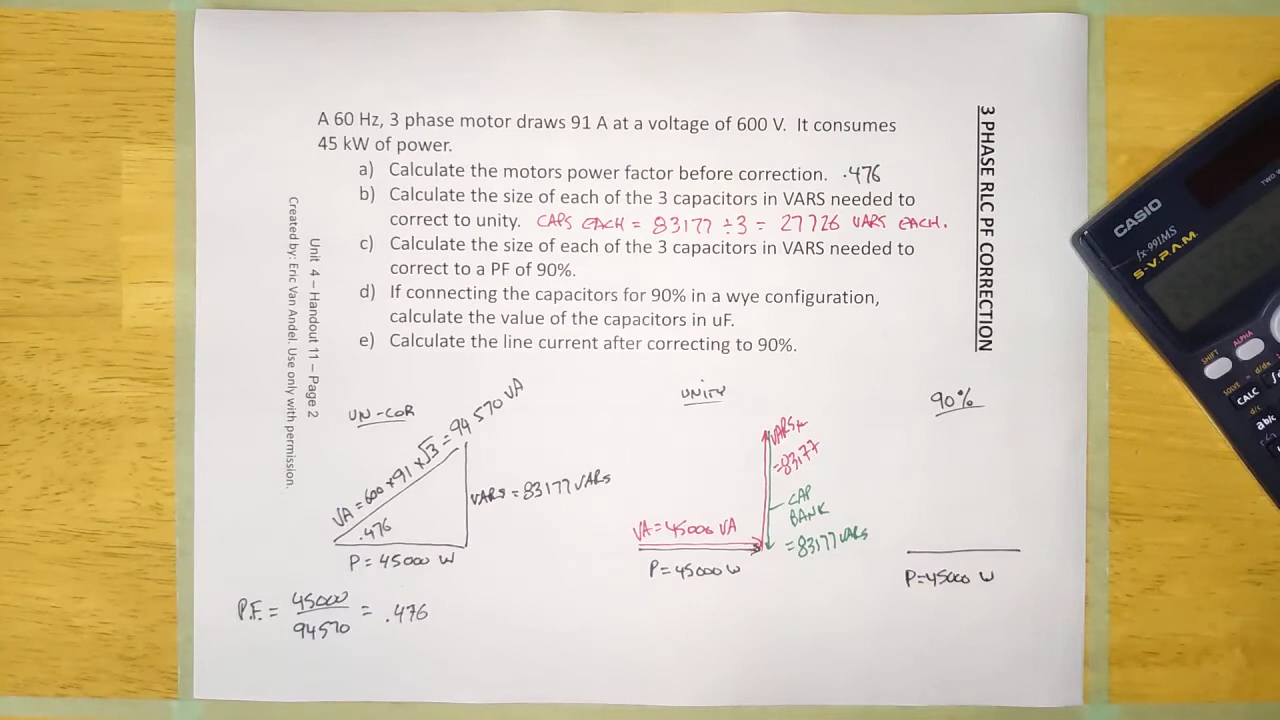 3 PHASE RLC PF CORRECTION
A 60 Hz, 3 phase motor draws 91 A at a voltage of 600 V. It consumes
45 kW of power.
a) Calculate the motors power factor before correction. .476
b) Calculate the size of each of the 3 capacitors in VARS needed to
correct to unity. CAPS EACH = 83177 ÷ 3 = 27726 VARS EACH.
c) Calculate the size of each of the 3 capacitors in VARS needed to
correct to a PF of 90%.
d) If connecting the capacitors for 90% in a wye configuration,
calculate the value of the capacitors in uF.
e) Calculate the line current after correcting to 90%.
Unit 4 – Handout 11 – Page 2
Created by: Eric Van Andel. Use only with permission.
UN-COR
VA = 600 × 91 × √3 = 94570 VA
.476
VARS = 83177 VARS
P = 45000 W
P.F. = 45000 / 94570 = .476
UNITY
VARS
= 83177
CAP
BANK
= 83177 VARS
VA = 45000 VA
P = 45000 W
90%
P = 45000 W
CASIO
fx-991MS
S-V.P.A.M.
TWO W
SHIFT
ALPHA
SOLVE =
d/dx
CALC
d/c
abc